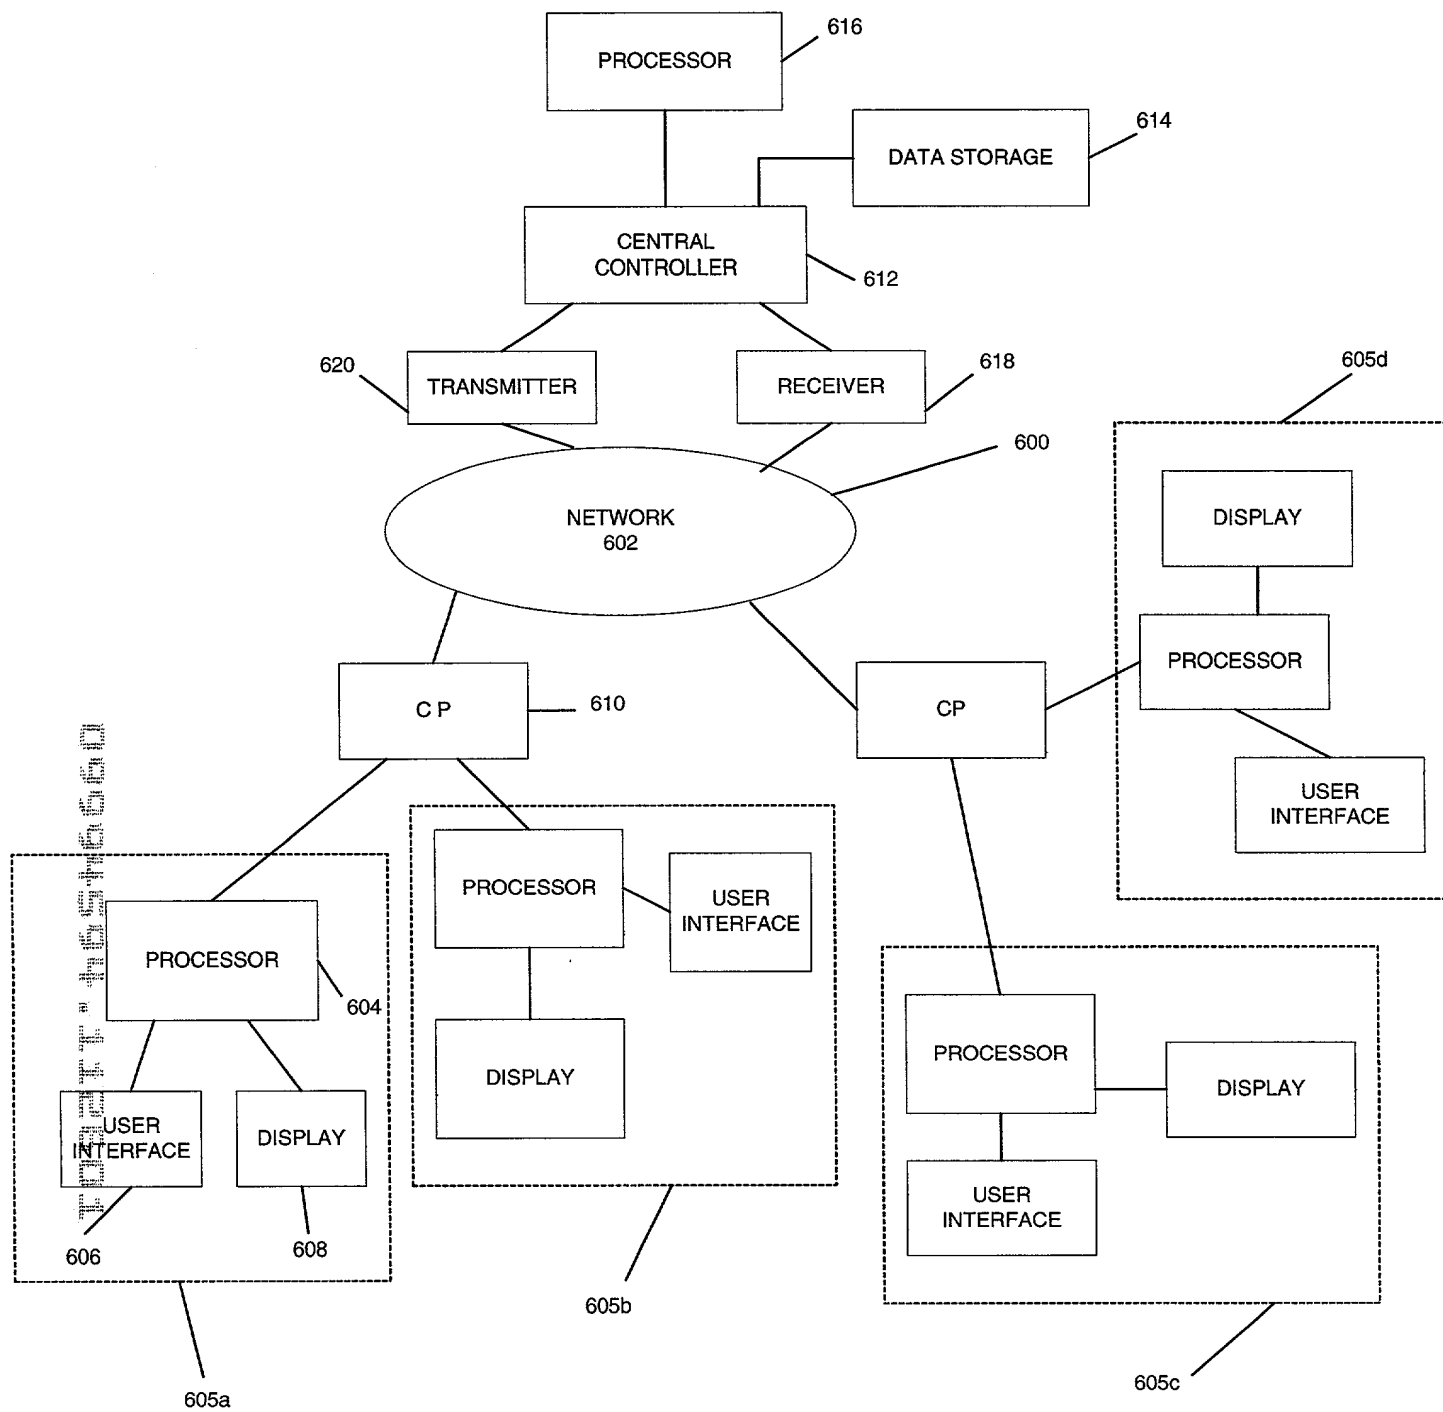 616
PROCESSOR
614
DATA STORAGE
CENTRAL
CONTROLLER
612
620
TRANSMITTER
RECEIVER
618
605d
600
NETWORK
602
DISPLAY
PROCESSOR
USER
INTERFACE
C P
610
CP
PROCESSOR
604
USER
INTERFACE
DISPLAY
606
608
605a
PROCESSOR
USER
INTERFACE
DISPLAY
605b
PROCESSOR
DISPLAY
USER
INTERFACE
605c